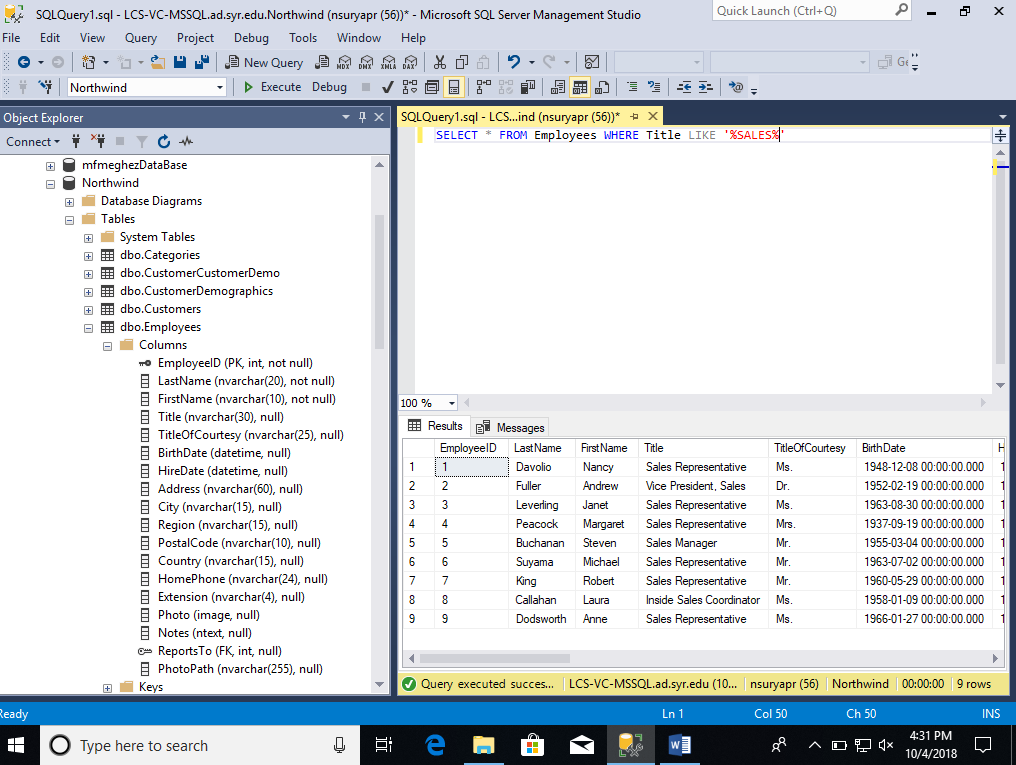 SQLQuery1.sql - LCS-VC-MSSQL.ad.syr.edu.Northwind (nsuryapr (56))* - Microsoft SQL Server Management Studio
Quick Launch (Ctrl+Q)
File Edit View Query Project Debug Tools Window Help
New Query MDX DMX XMLA DAX
Northwind Execute Debug
Object Explorer
Connect
mfmeghezDataBase
Northwind
Database Diagrams
Tables
System Tables
dbo.Categories
dbo.CustomerCustomerDemo
dbo.CustomerDemographics
dbo.Customers
dbo.Employees
Columns
EmployeeID (PK, int, not null)
LastName (nvarchar(20), not null)
FirstName (nvarchar(10), not null)
Title (nvarchar(30), null)
TitleOfCourtesy (nvarchar(25), null)
BirthDate (datetime, null)
HireDate (datetime, null)
Address (nvarchar(60), null)
City (nvarchar(15), null)
Region (nvarchar(15), null)
PostalCode (nvarchar(10), null)
Country (nvarchar(15), null)
HomePhone (nvarchar(24), null)
Extension (nvarchar(4), null)
Photo (image, null)
Notes (ntext, null)
ReportsTo (FK, int, null)
PhotoPath (nvarchar(255), null)
Keys
SQLQuery1.sql - LCS...ind (nsuryapr (56))*
SELECT * FROM Employees WHERE Title LIKE '%SALES%'
100 %
Results Messages
EmployeeID LastName FirstName Title TitleOfCourtesy BirthDate
1 1 Davolio Nancy Sales Representative Ms. 1948-12-08 00:00:00.000
2 2 Fuller Andrew Vice President, Sales Dr. 1952-02-19 00:00:00.000
3 3 Leverling Janet Sales Representative Ms. 1963-08-30 00:00:00.000
4 4 Peacock Margaret Sales Representative Mrs. 1937-09-19 00:00:00.000
5 5 Buchanan Steven Sales Manager Mr. 1955-03-04 00:00:00.000
6 6 Suyama Michael Sales Representative Mr. 1963-07-02 00:00:00.000
7 7 King Robert Sales Representative Mr. 1960-05-29 00:00:00.000
8 8 Callahan Laura Inside Sales Coordinator Ms. 1958-01-09 00:00:00.000
9 9 Dodsworth Anne Sales Representative Ms. 1966-01-27 00:00:00.000
Query executed succes... LCS-VC-MSSQL.ad.syr.edu (10... nsuryapr (56) Northwind 00:00:00 9 rows
Ready Ln 1 Col 50 Ch 50 INS
Type here to search
4:31 PM
10/4/2018